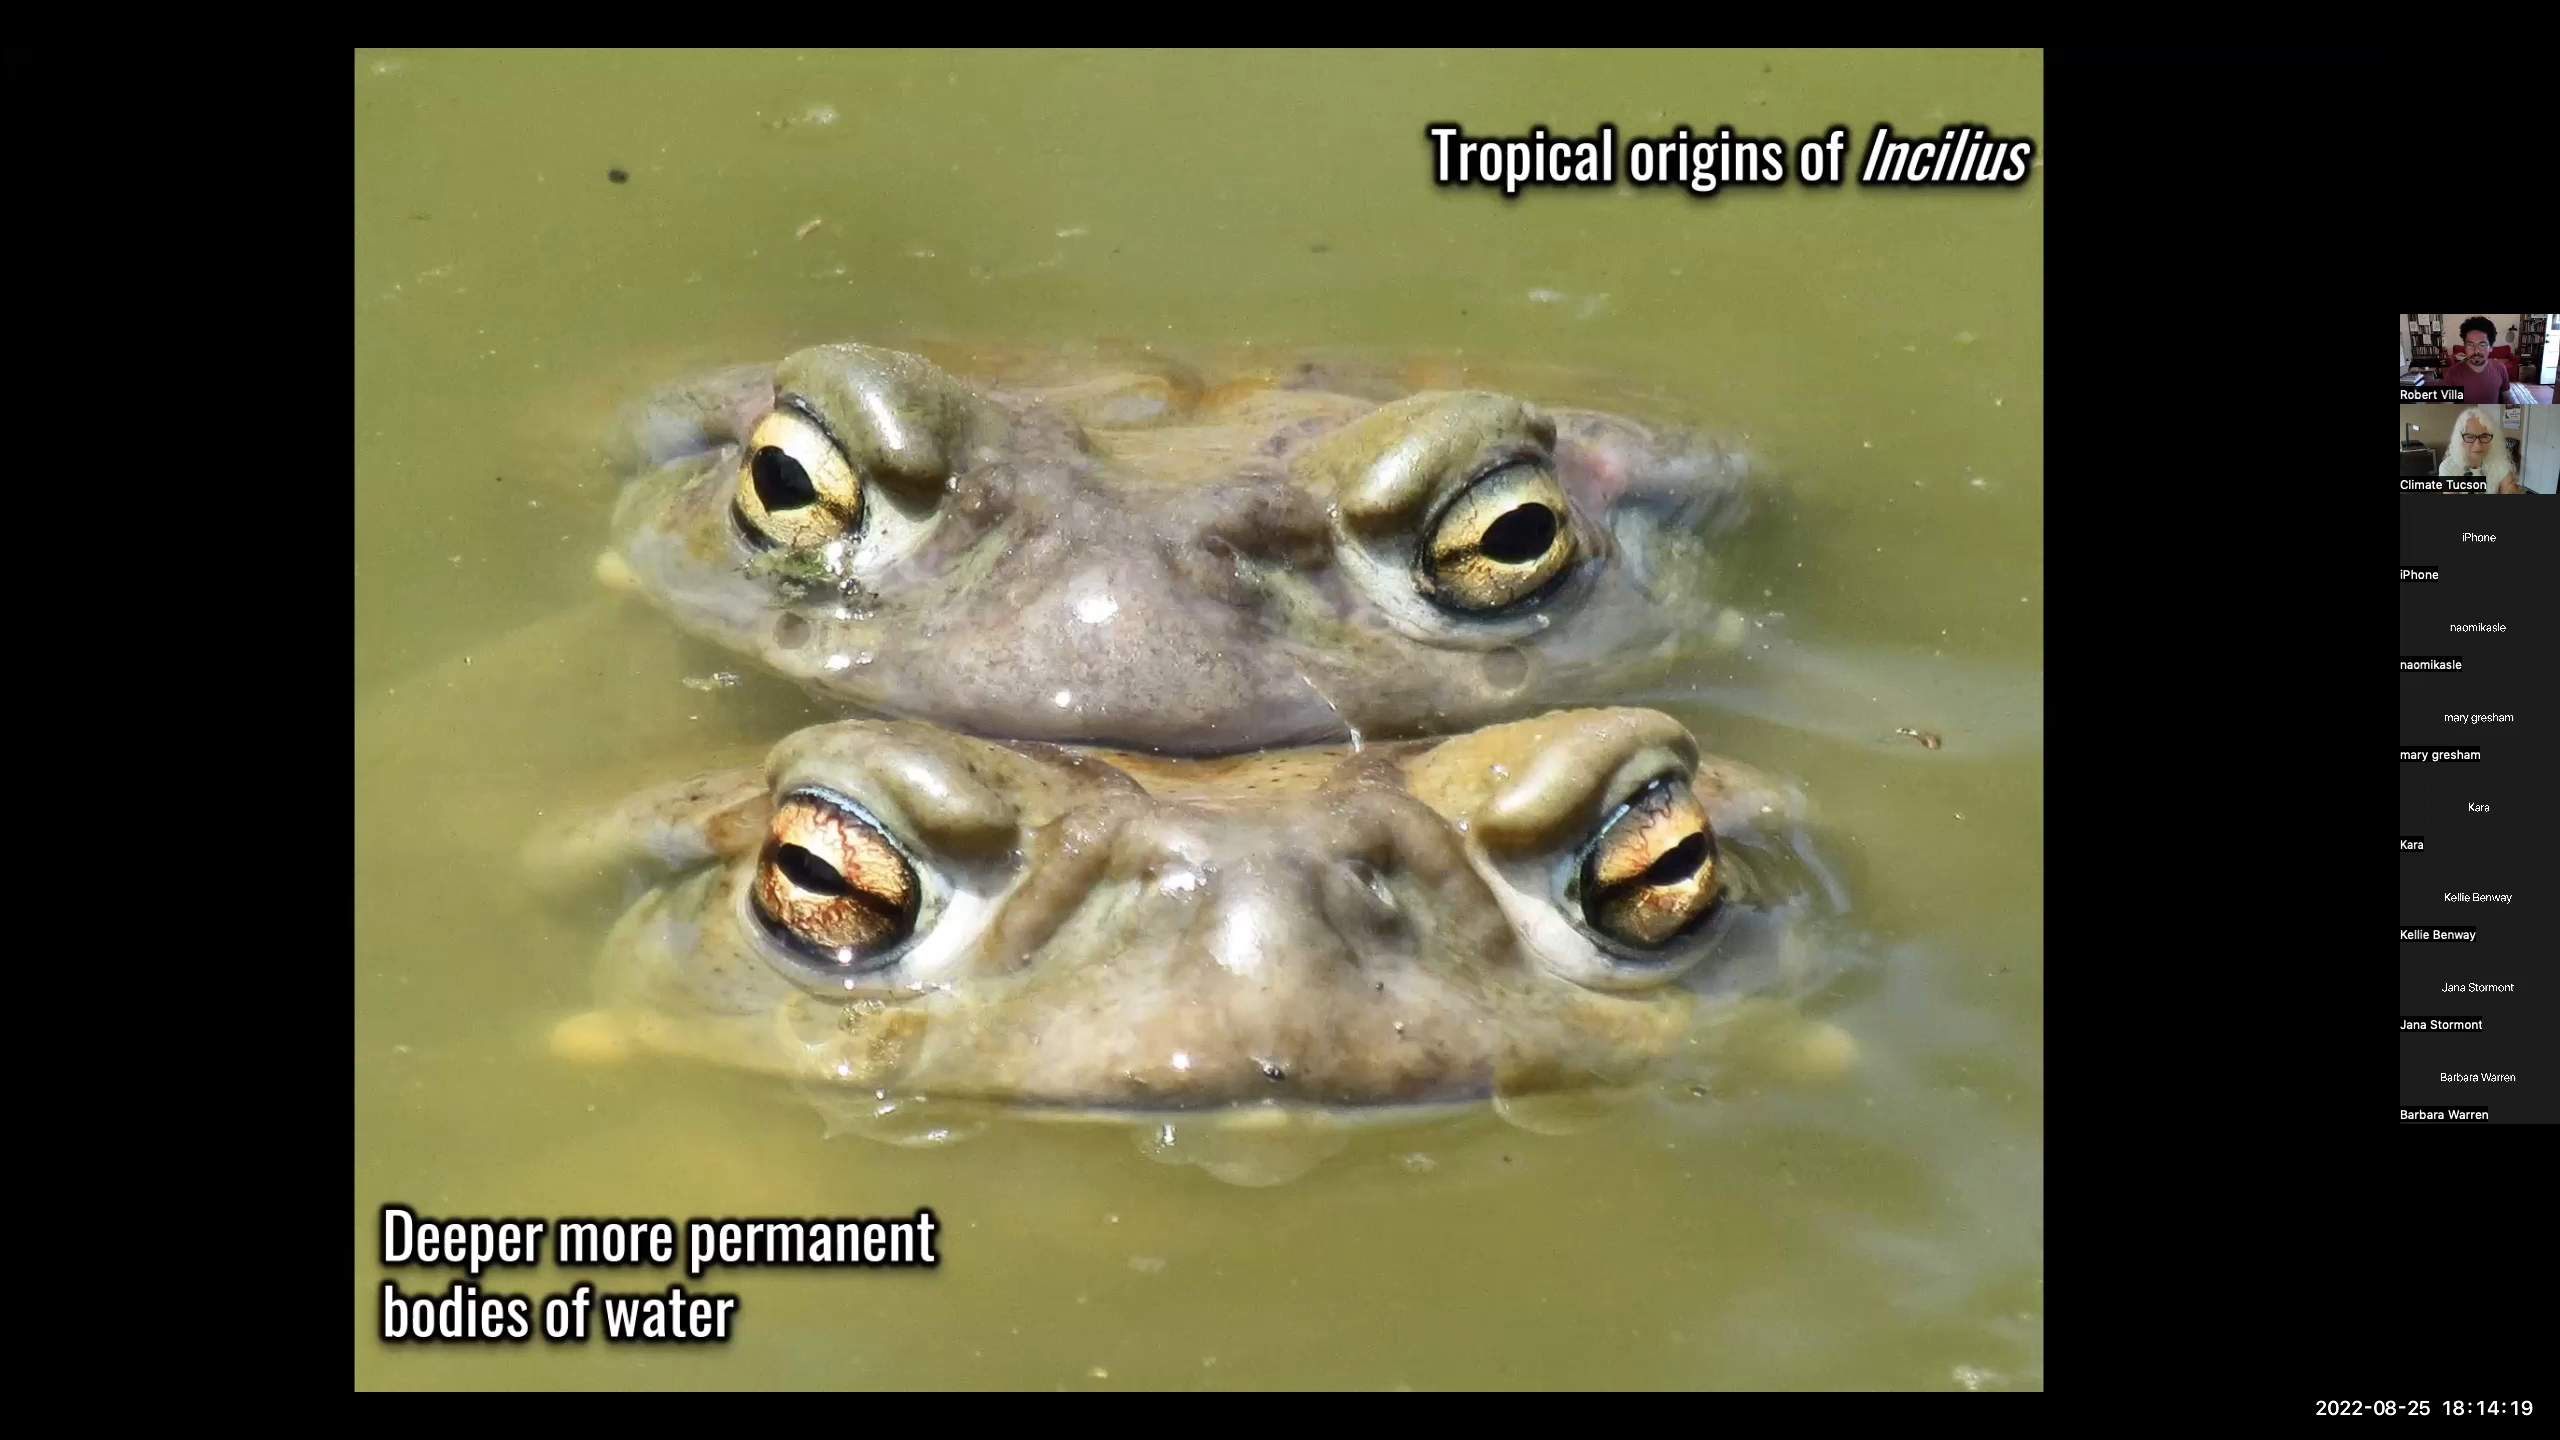 Tropical origins of Incilius
Deeper more permanent
bodies of water
Robert Villa
Climate Tucson
iPhone
iPhone
naomikasle
naomikasle
mary gresham
mary gresham
Kara
Kara
Kellie Benway
Kellie Benway
Jana Stormont
Jana Stormont
Barbara Warren
Barbara Warren
2022-08-25 18:14:19